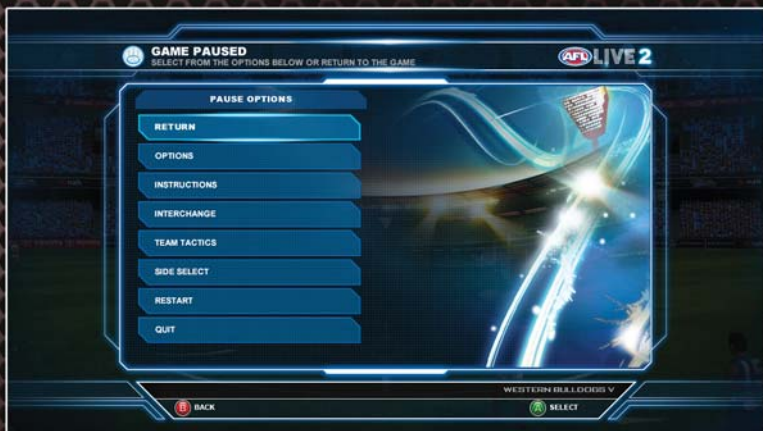 GAME PAUSED
SELECT FROM THE OPTIONS BELOW OR RETURN TO THE GAME
AFL LIVE 2
PAUSE OPTIONS
RETURN
OPTIONS
INSTRUCTIONS
INTERCHANGE
TEAM TACTICS
SIDE SELECT
RESTART
QUIT
WESTERN BULLDOGS V
B BACK
A SELECT